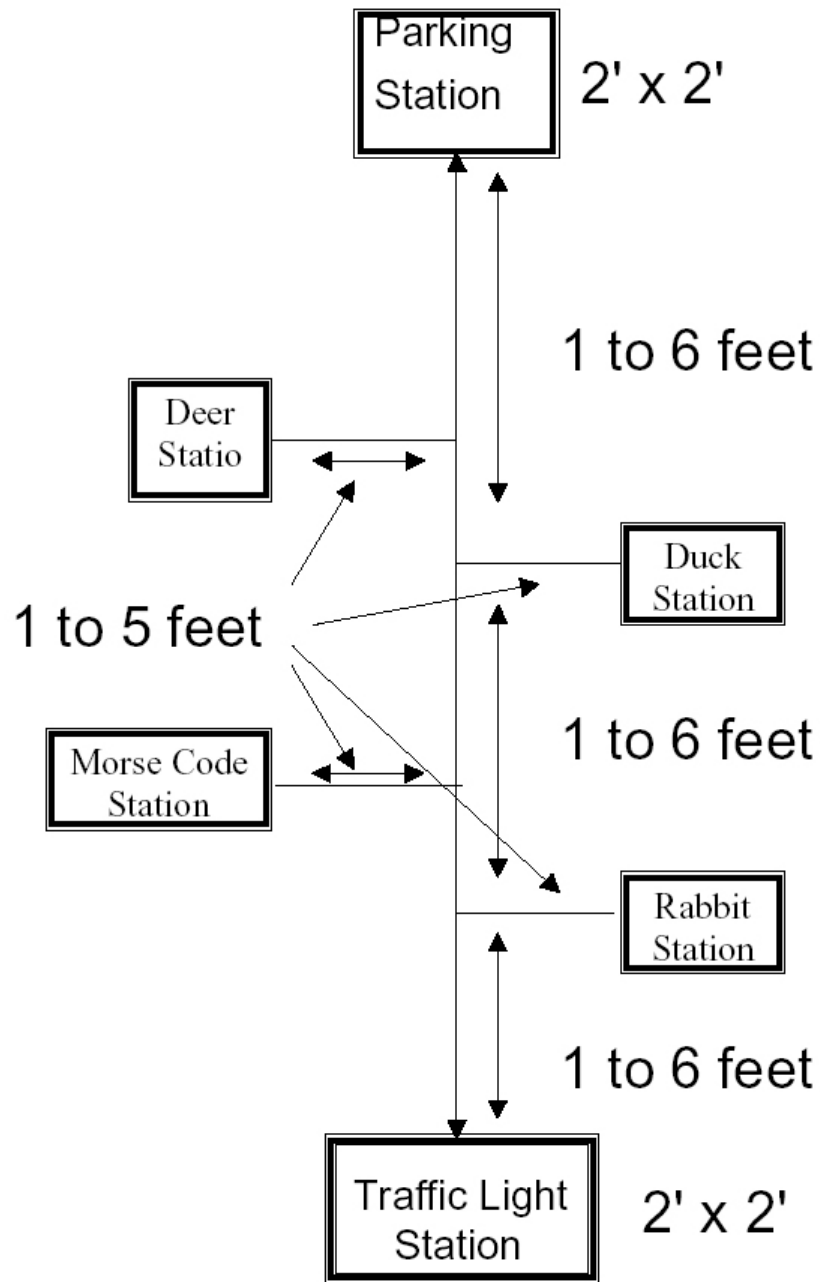 Parking
Station
2' x 2'
1 to 6 feet
Deer
Statio
Duck
Station
1 to 5 feet
1 to 6 feet
Morse Code
Station
Rabbit
Station
1 to 6 feet
Traffic Light
Station
2' x 2'